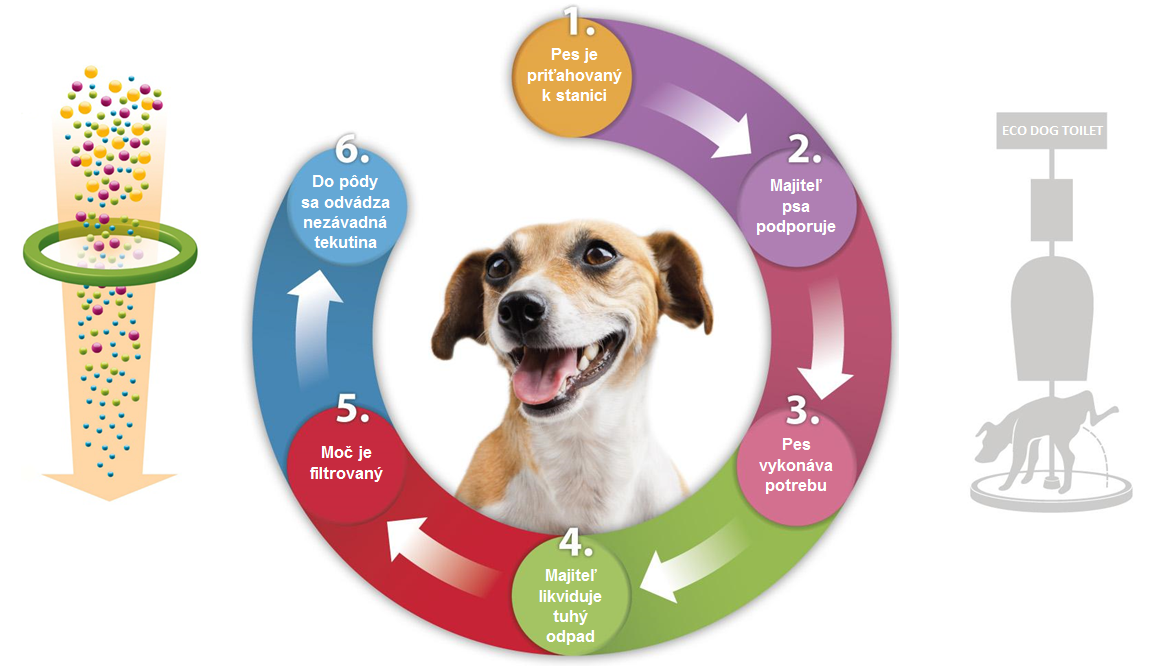 1.
Pes je
priťahovaný
k stanici
2.
Majiteľ
psa
podporuje
3.
Pes
vykonáva
potrebu
4.
Majiteľ
likviduje
tuhý
odpad
5.
Moč je
filtrovaný
6.
Do pôdy
sa odvádza
nezávadná
tekutina
ECO DOG TOILET